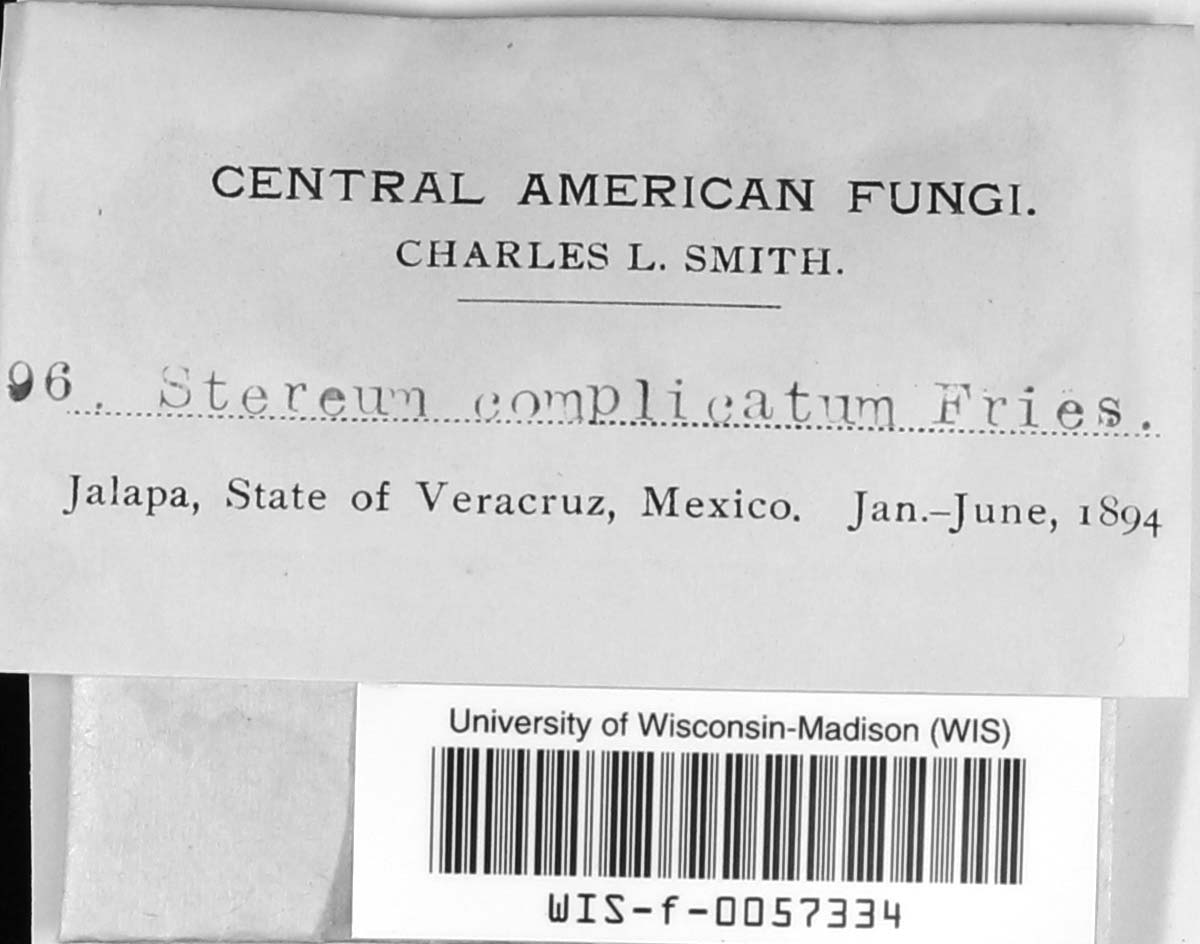 CENTRAL AMERICAN FUNGI.
CHARLES L. SMITH.
96. Stereum complicatum Fries.
Jalapa, State of Veracruz, Mexico. Jan.–June, 1894
University of Wisconsin-Madison (WIS)
WIS-f-0057334